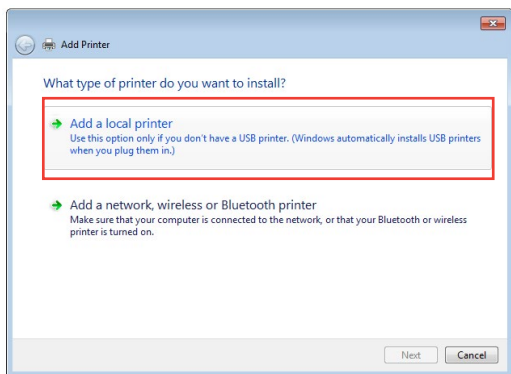 Add Printer
What type of printer do you want to install?
Add a local printer
Use this option only if you don't have a USB printer. (Windows automatically installs USB printers
when you plug them in.)
Add a network, wireless or Bluetooth printer
Make sure that your computer is connected to the network, or that your Bluetooth or wireless
printer is turned on.
Next Cancel